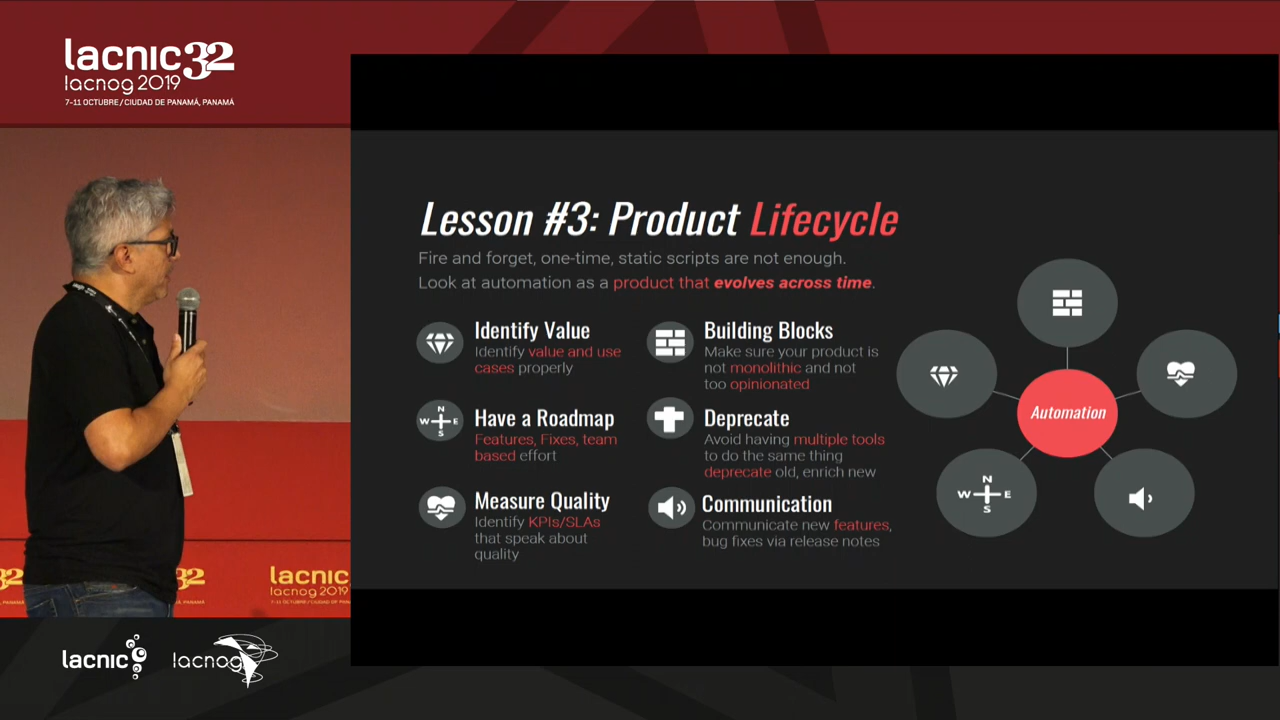 lacnic32
lacnog 2019
7-11 OCTUBRE / CIUDAD DE PANAMÁ, PANAMÁ
Lesson #3: Product Lifecycle
Fire and forget, one-time, static scripts are not enough.
Look at automation as a product that evolves across time.
Identify Value
Identify value and use
cases properly
Building Blocks
Make sure your product is
not monolithic and not
too opinionated
Have a Roadmap
Features, Fixes, team
based effort
Deprecate
Avoid having multiple tools
to do the same thing
deprecate old, enrich new
Measure Quality
Identify KPIs/SLAs
that speak about
quality
Communication
Communicate new features,
bug fixes via release notes
N
W E
S
Automation
N
W E
S
32
32
lacnic
lacnog 2019
lacnic
lacnog